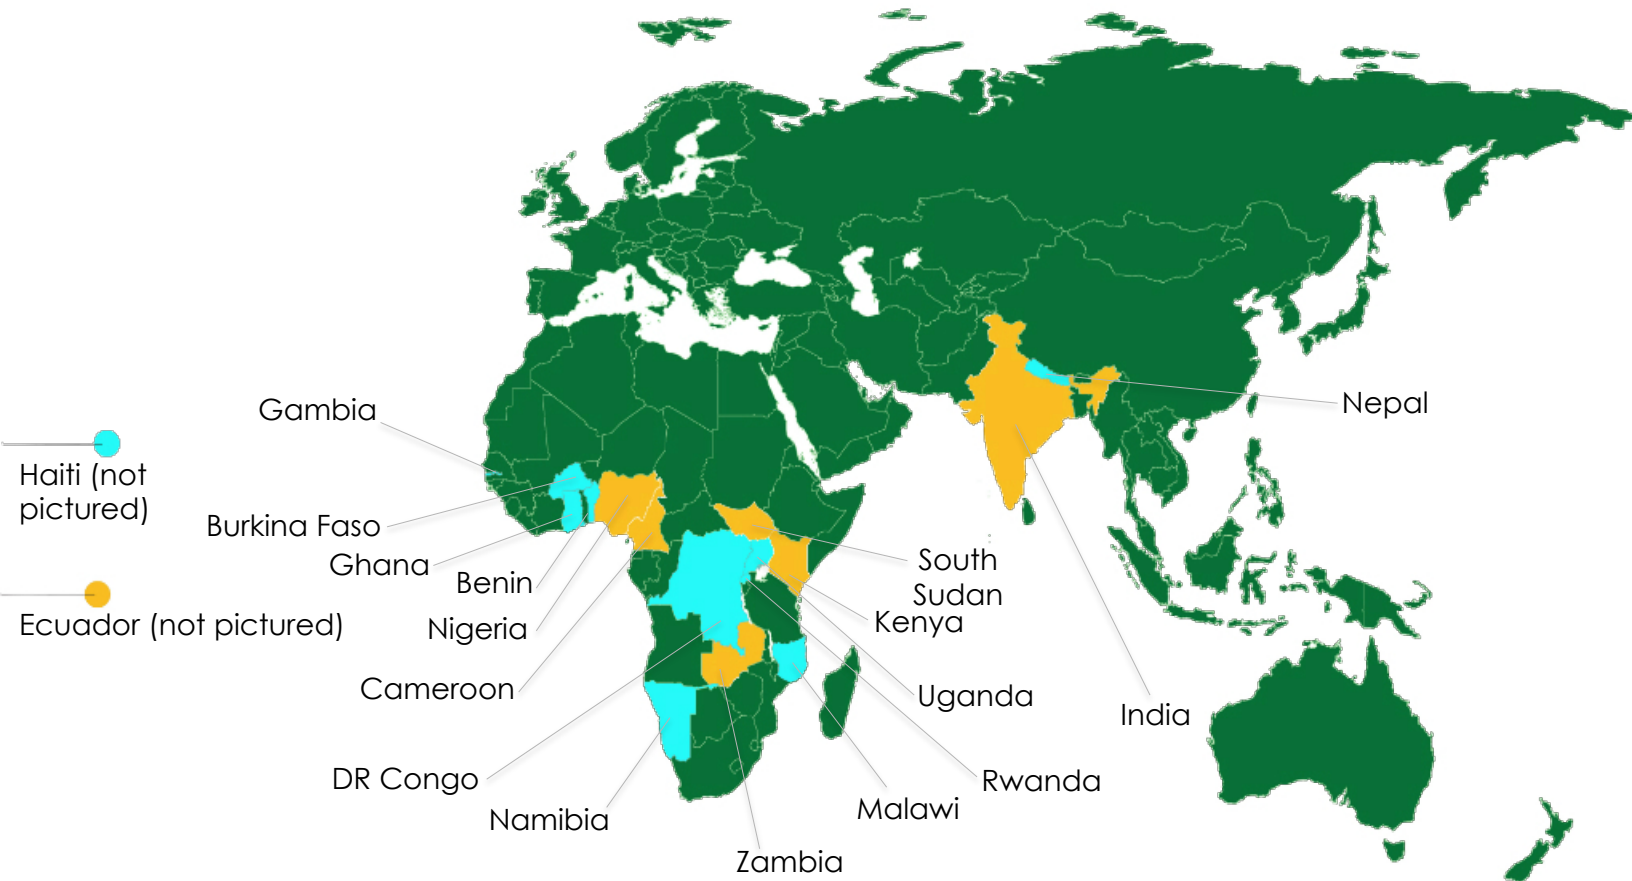 Gambia
Nepal
Haiti (not
pictured)
Burkina Faso
Ghana
Benin
South
Sudan
Ecuador (not pictured)
Nigeria
Kenya
Cameroon
Uganda
India
DR Congo
Rwanda
Malawi
Namibia
Zambia